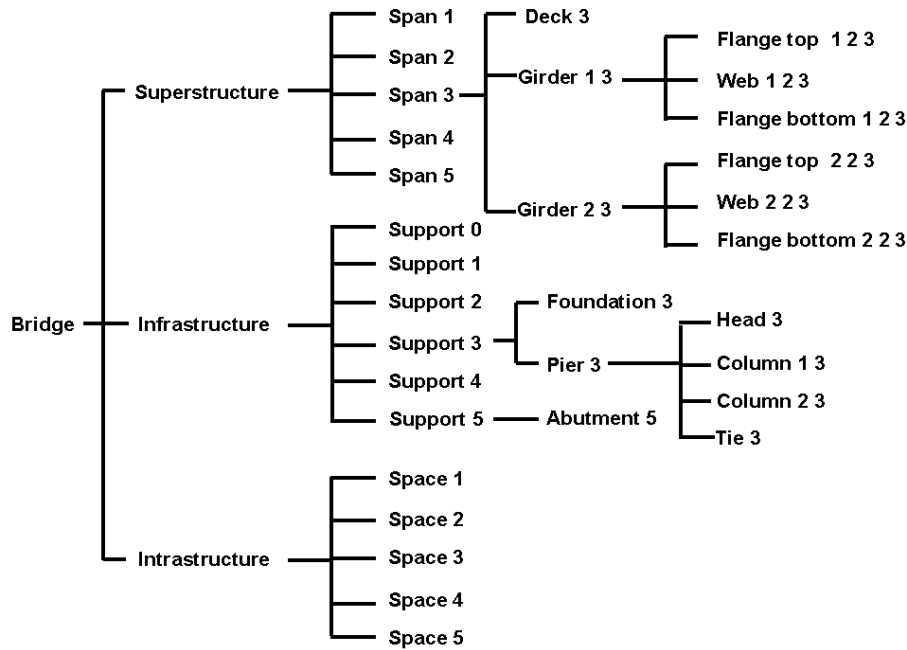 Bridge
Superstructure
Span 1
Span 2
Span 3
Deck 3
Girder 1 3
Flange top 1 2 3
Web 1 2 3
Flange bottom 1 2 3
Girder 2 3
Flange top 2 2 3
Web 2 2 3
Flange bottom 2 2 3
Span 4
Span 5
Infrastructure
Support 0
Support 1
Support 2
Support 3
Foundation 3
Pier 3
Head 3
Column 1 3
Column 2 3
Tie 3
Support 4
Support 5
Abutment 5
Intrastructure
Space 1
Space 2
Space 3
Space 4
Space 5